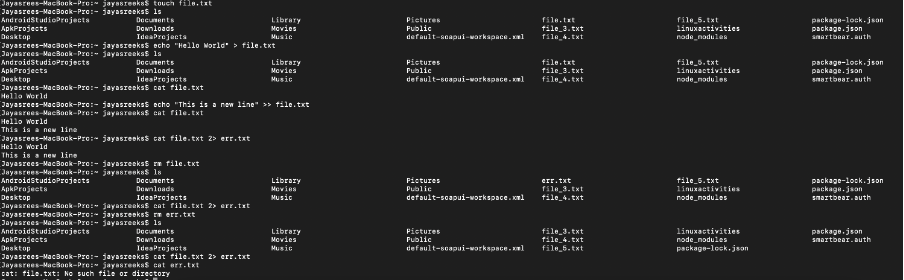 Jayasrees-MacBook-Pro:~ jayasreeks$ touch file.txt
Jayasrees-MacBook-Pro:~ jayasreeks$ ls
AndroidStudioProjects Documents Library Pictures file.txt file_5.txt package-lock.json
ApkProjects Downloads Movies Public file_3.txt linuxactivities package.json
Desktop IdeaProjects Music default-soapui-workspace.xml file_4.txt node_modules smartbear.auth
Jayasrees-MacBook-Pro:~ jayasreeks$ echo "Hello World" > file.txt
Jayasrees-MacBook-Pro:~ jayasreeks$ ls
AndroidStudioProjects Documents Library Pictures file.txt file_5.txt package-lock.json
ApkProjects Downloads Movies Public file_3.txt linuxactivities package.json
Desktop IdeaProjects Music default-soapui-workspace.xml file_4.txt node_modules smartbear.auth
Jayasrees-MacBook-Pro:~ jayasreeks$ cat file.txt
Hello World
Jayasrees-MacBook-Pro:~ jayasreeks$ echo "This is a new line" >> file.txt
Jayasrees-MacBook-Pro:~ jayasreeks$ cat file.txt
Hello World
This is a new line
Jayasrees-MacBook-Pro:~ jayasreeks$ cat file.txt 2> err.txt
Hello World
This is a new line
Jayasrees-MacBook-Pro:~ jayasreeks$ rm file.txt
Jayasrees-MacBook-Pro:~ jayasreeks$ ls
AndroidStudioProjects Documents Library Pictures err.txt file_5.txt package-lock.json
ApkProjects Downloads Movies Public file_3.txt linuxactivities package.json
Desktop IdeaProjects Music default-soapui-workspace.xml file_4.txt node_modules smartbear.auth
Jayasrees-MacBook-Pro:~ jayasreeks$ cat file.txt 2> err.txt
Jayasrees-MacBook-Pro:~ jayasreeks$ rm err.txt
Jayasrees-MacBook-Pro:~ jayasreeks$ ls
AndroidStudioProjects Documents Library Pictures file_3.txt linuxactivities package.json
ApkProjects Downloads Movies Public file_4.txt node_modules smartbear.auth
Desktop IdeaProjects Music default-soapui-workspace.xml file_5.txt package-lock.json
Jayasrees-MacBook-Pro:~ jayasreeks$ cat file.txt 2> err.txt
Jayasrees-MacBook-Pro:~ jayasreeks$ cat err.txt
cat: file.txt: No such file or directory